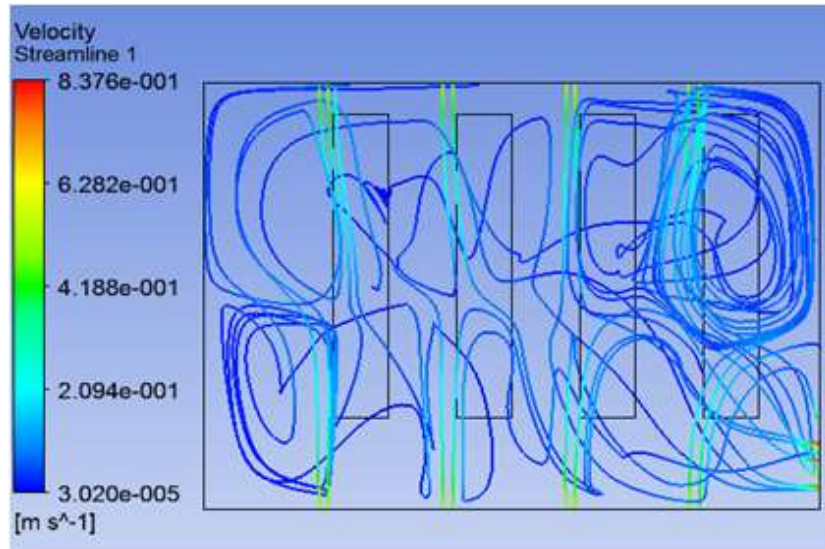 Velocity
Streamline 1
8.376e-001
6.282e-001
4.188e-001
2.094e-001
3.020e-005
[m s^-1]